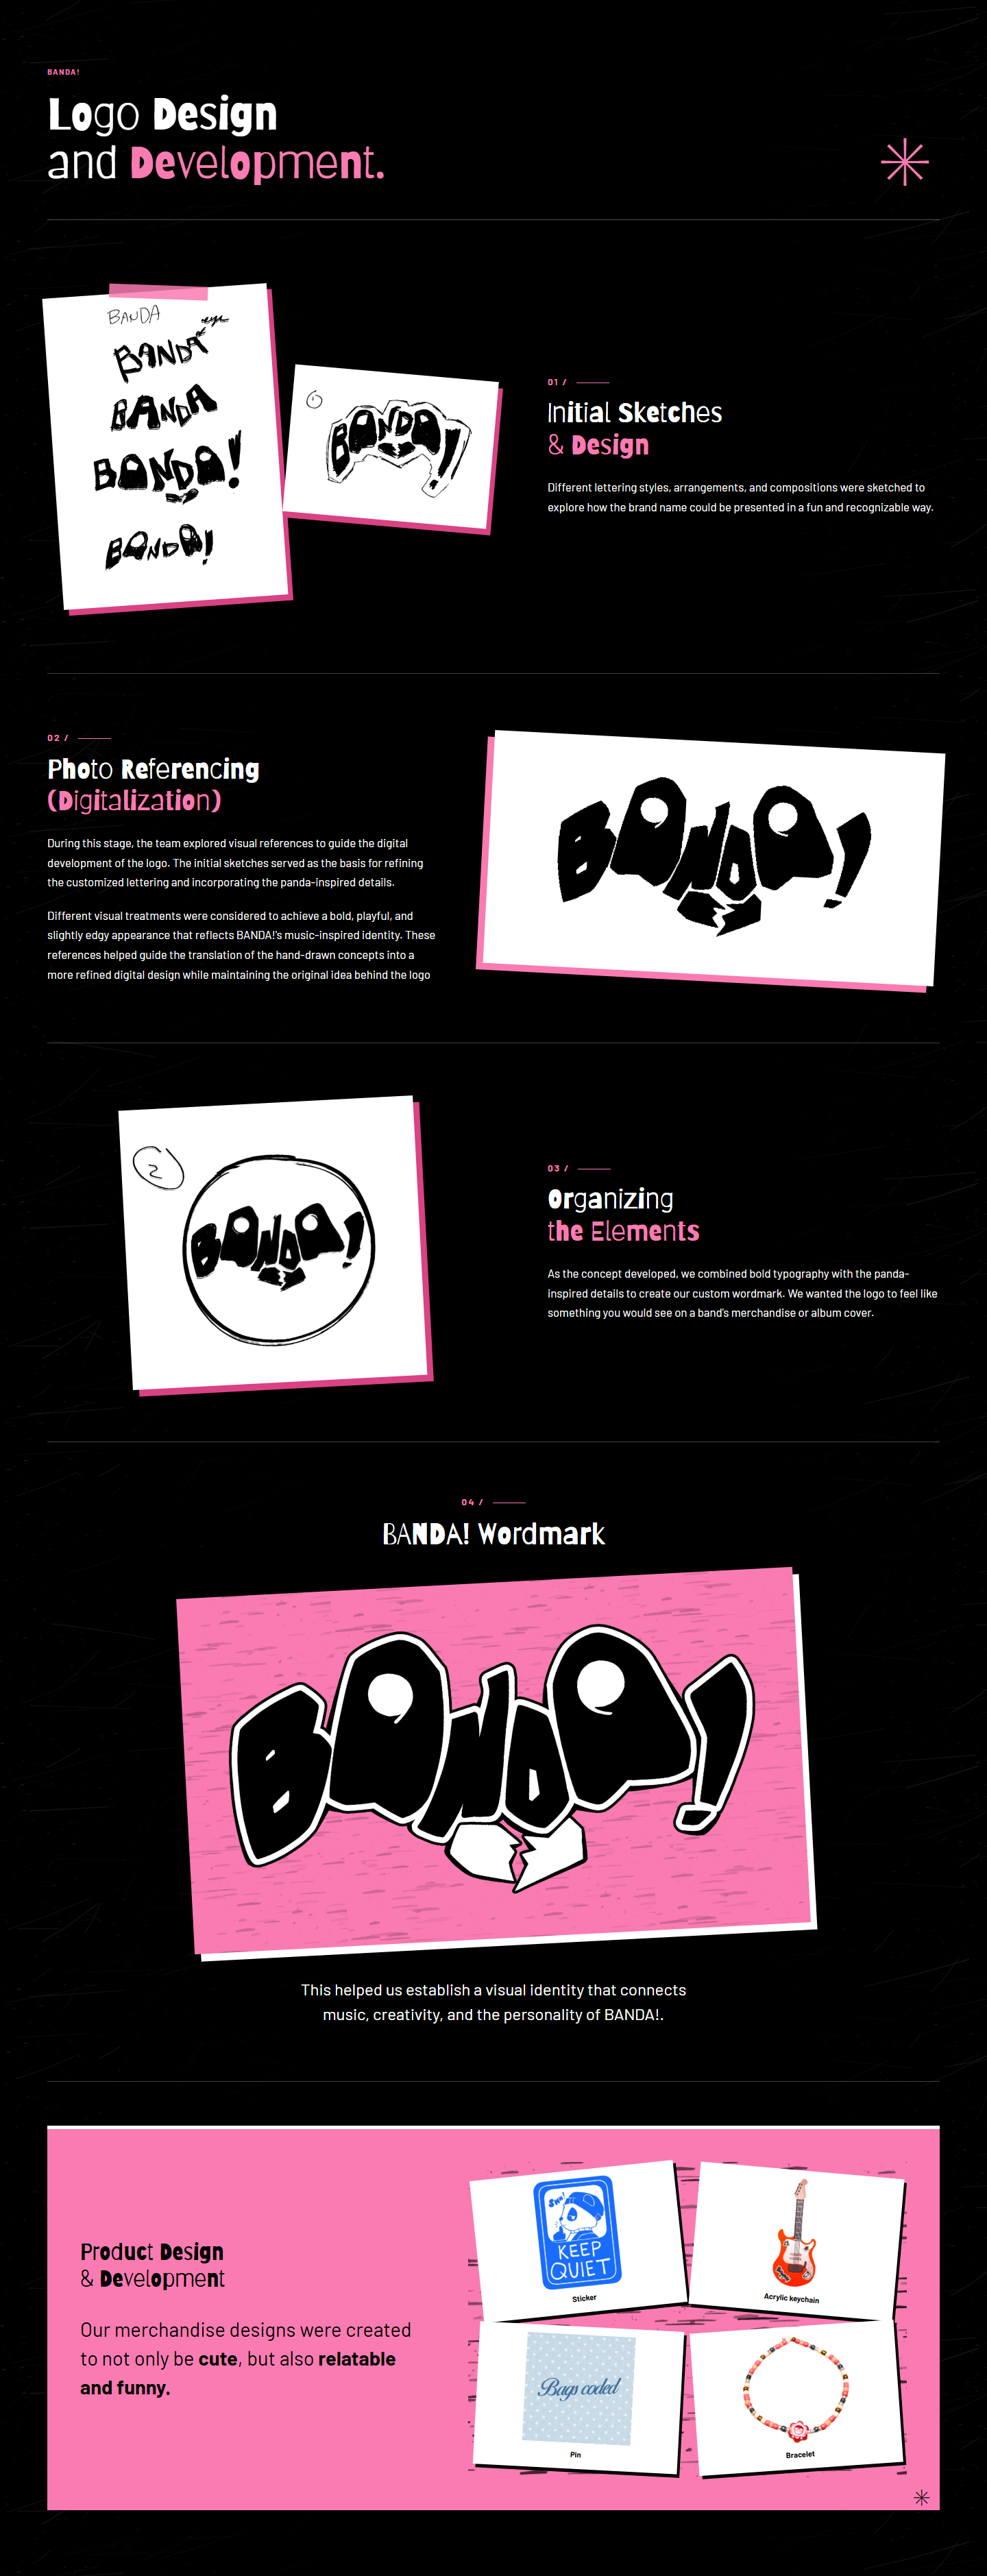 BANDA!
Logo Design
and Development.
BANDA
BANDA
BANDA
BANDA!
BANDA!
1
BANDA!
01 /
Initial Sketches
& Design
Different lettering styles, arrangements, and compositions were sketched to
explore how the brand name could be presented in a fun and recognizable way.
02 /
Photo Referencing
(Digitalization)
During this stage, the team explored visual references to guide the digital
development of the logo. The initial sketches served as the basis for refining
the customized lettering and incorporating the panda-inspired details.
Different visual treatments were considered to achieve a bold, playful, and
slightly edgy appearance that reflects BANDA!'s music-inspired identity. These
references helped guide the translation of the hand-drawn concepts into a
more refined digital design while maintaining the original idea behind the logo
BANDA!
2
BANDA!
03 /
Organizing
the Elements
As the concept developed, we combined bold typography with the panda-
inspired details to create our custom wordmark. We wanted the logo to feel like
something you would see on a band's merchandise or album cover.
04 /
BANDA! Wordmark
BANDA!
This helped us establish a visual identity that connects
music, creativity, and the personality of BANDA!.
Product Design
& Development
Our merchandise designs were created
to not only be cute, but also relatable
and funny.
Shh!
KEEP
QUIET
Sticker
Acrylic keychain
Bags coded
Pin
Bracelet